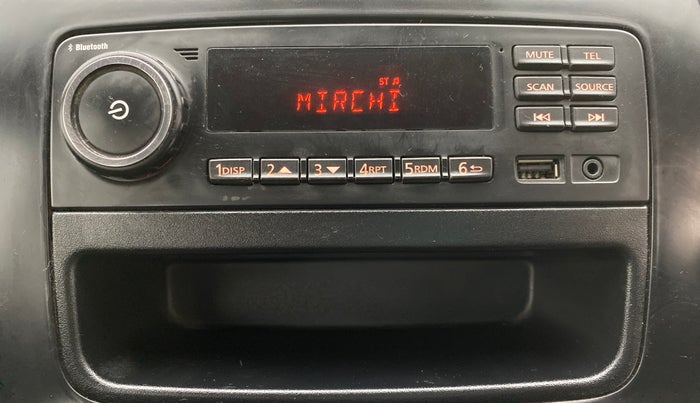 Bluetooth
ST
MIRCHI
MUTE TEL
SCAN SOURCE
1DISP 2 3 4RPT 5RDM 6